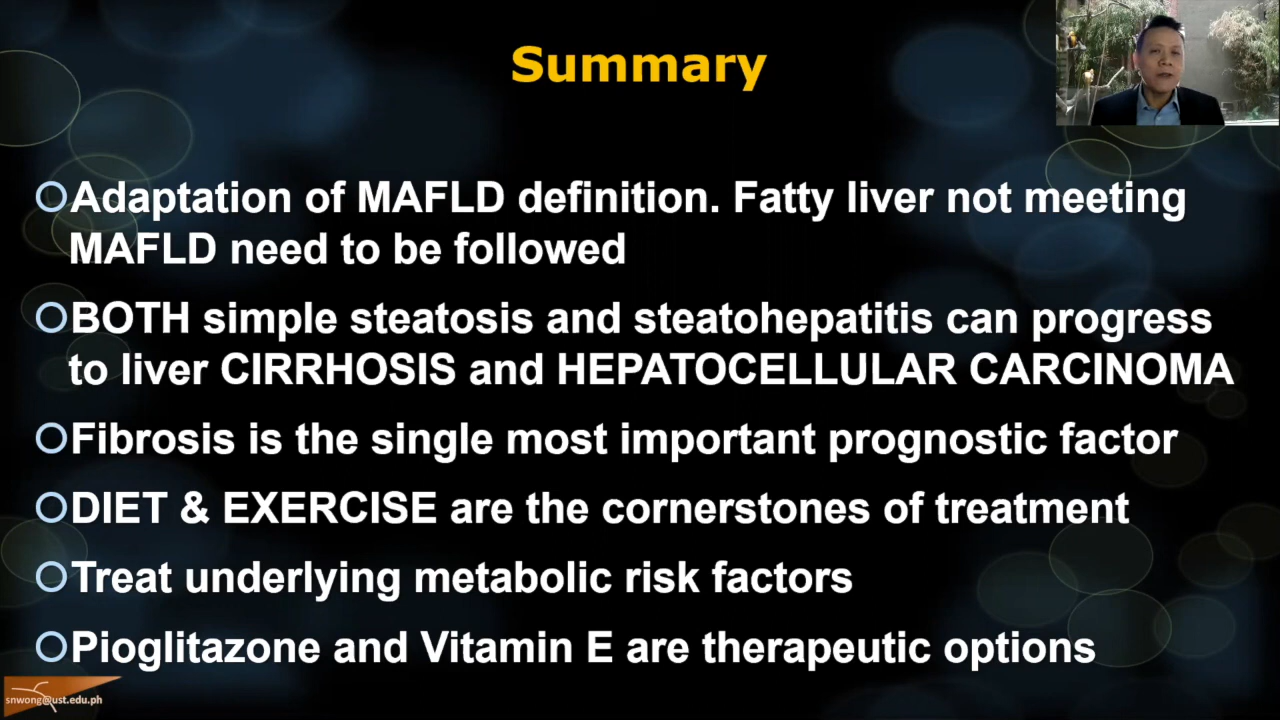 Summary
Adaptation of MAFLD definition. Fatty liver not meeting
MAFLD need to be followed
BOTH simple steatosis and steatohepatitis can progress
to liver CIRRHOSIS and HEPATOCELLULAR CARCINOMA
Fibrosis is the single most important prognostic factor
DIET & EXERCISE are the cornerstones of treatment
Treat underlying metabolic risk factors
Pioglitazone and Vitamin E are therapeutic options
snwong@ust.edu.ph